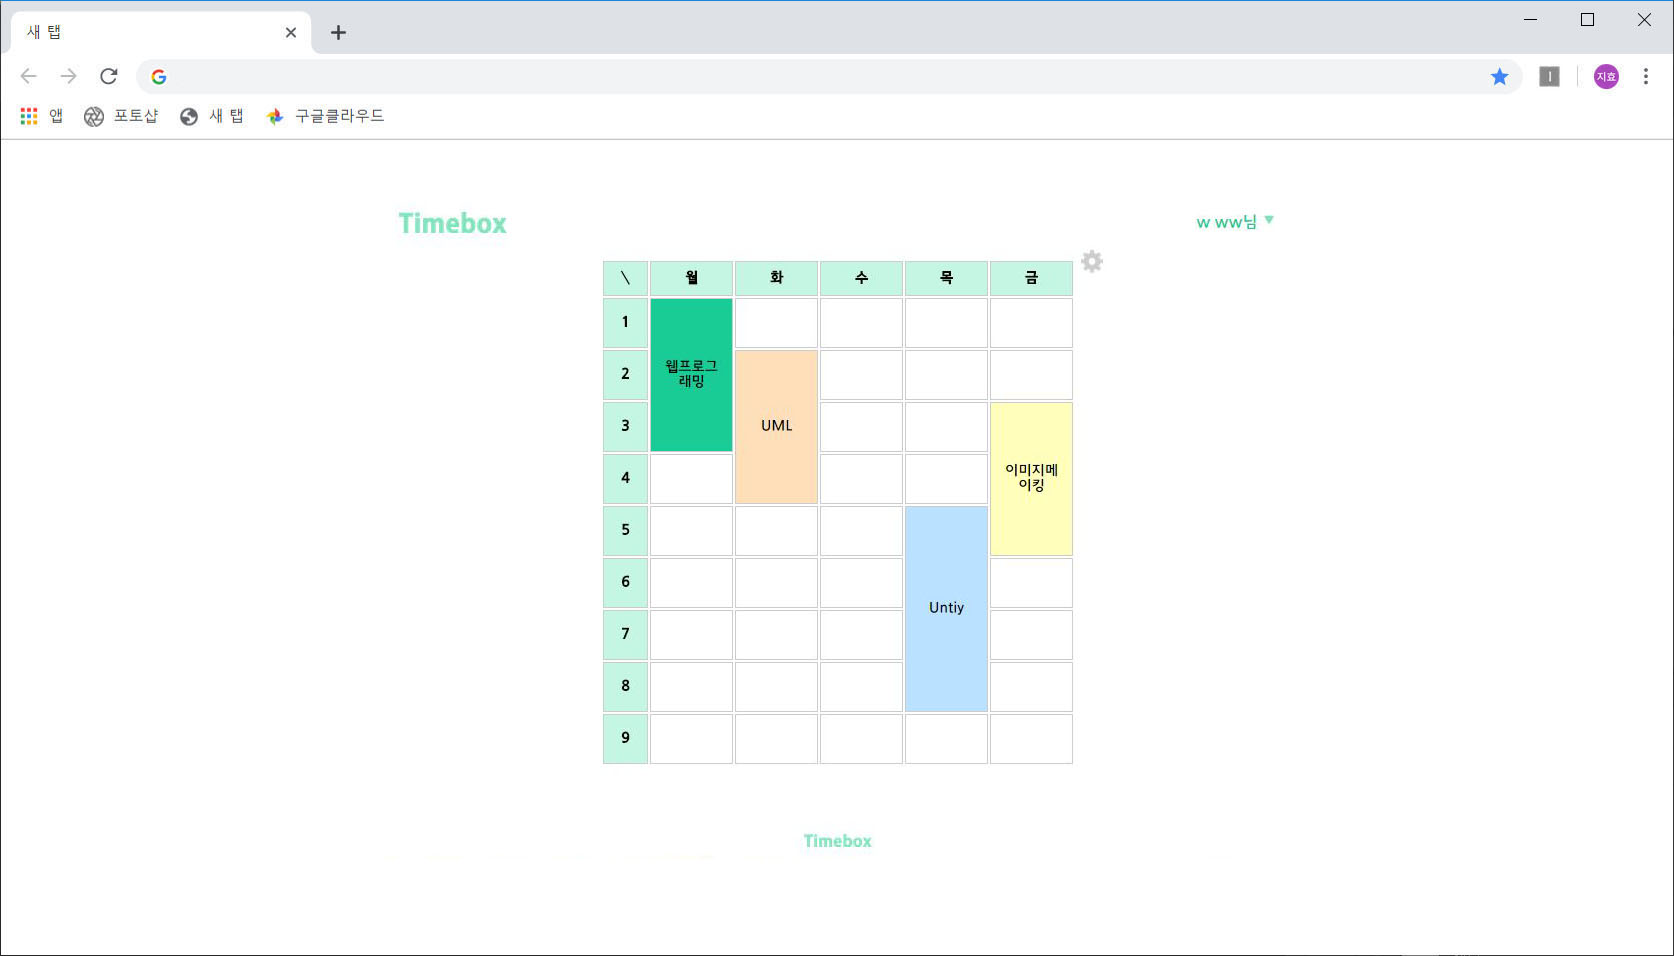 새 탭
지효
앱 포토샵 새 탭 구글클라우드
Timebox
w ww님 ▼
\ 월 화 수 목 금
1
2
3
4
5
6
7
8
9
웹프로그
래밍
UML
Untiy
이미지메
이킹
Timebox